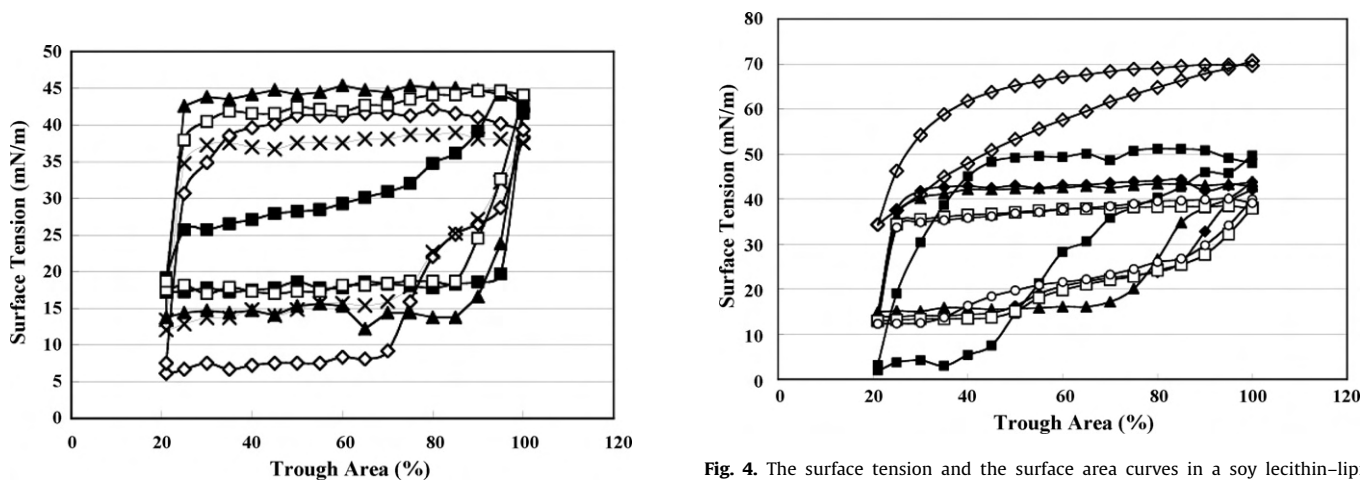 50
45
40
35
30
25
20
15
10
5
0
Surface Tension (mN/m)
0 20 40 60 80 100 120
Trough Area (%)
80
70
60
50
40
30
20
10
0
Surface Tension (mN/m)
20 40 60 80 100 120
Trough Area (%)
Fig. 4. The surface tension and the surface area curves in a soy lecithin–lip